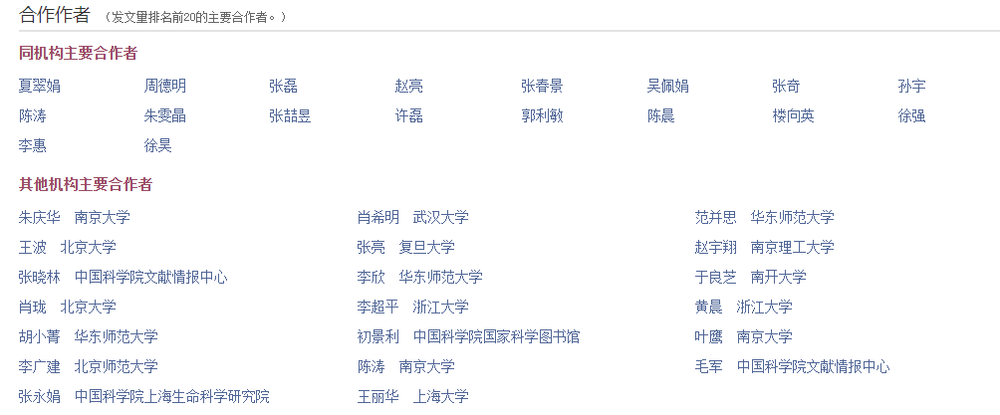 合作作者 （发文量排名前20的主要合作者。）
同机构主要合作者
夏翠娟 周德明 张磊 赵亮 张春景 吴佩娟 张奇 孙宇
陈涛 朱雯晶 张喆昱 许磊 郭利敏 陈晨 楼向英 徐强
李惠 徐昊
其他机构主要合作者
朱庆华 南京大学 肖希明 武汉大学 范并思 华东师范大学
王波 北京大学 张亮 复旦大学 赵宇翔 南京理工大学
张晓林 中国科学院文献情报中心 李欣 华东师范大学 于良芝 南开大学
肖珑 北京大学 李超平 浙江大学 黄晨 浙江大学
胡小菁 华东师范大学 初景利 中国科学院国家科学图书馆 叶鹰 南京大学
李广建 北京师范大学 陈涛 南京大学 毛军 中国科学院文献情报中心
张永娟 中国科学院上海生命科学研究院 王丽华 上海大学